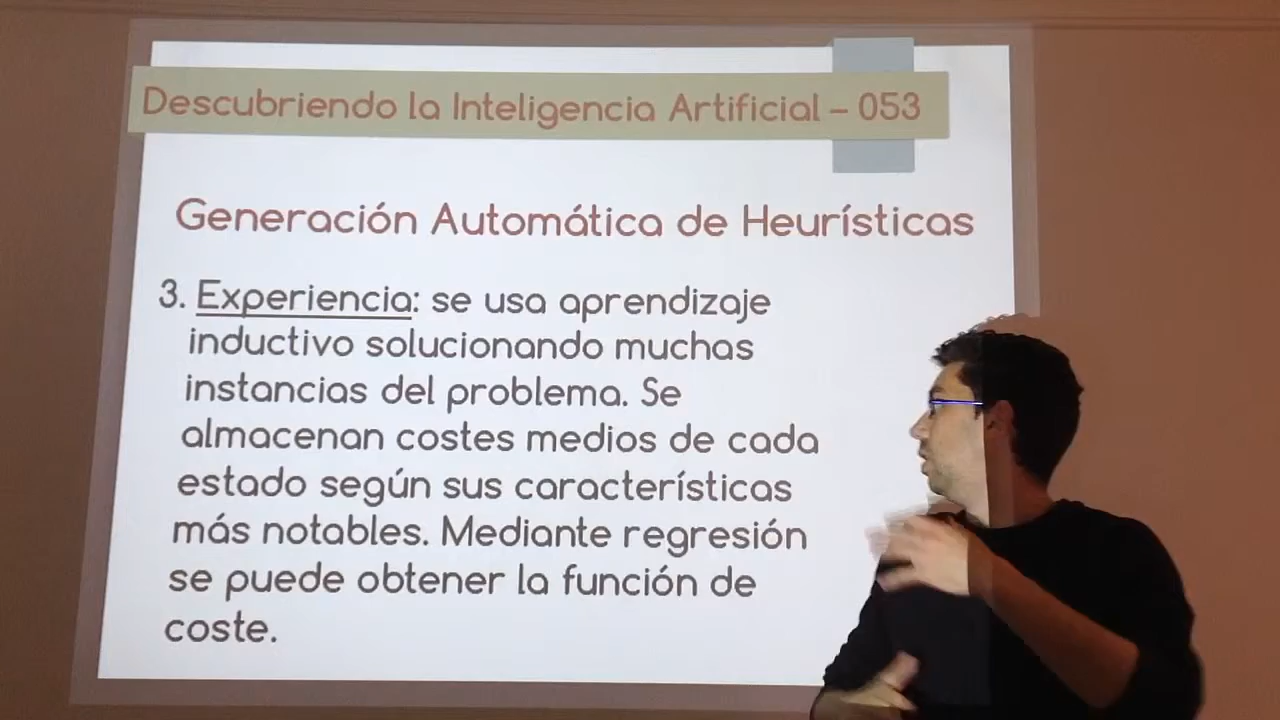 Descubriendo la Inteligencia Artificial – 053
Generación Automática de Heurísticas
3. Experiencia: se usa aprendizaje
inductivo solucionando muchas
instancias del problema. Se
almacenan costes medios de cada
estado según sus características
más notables. Mediante regresión
se puede obtener la función de
coste.